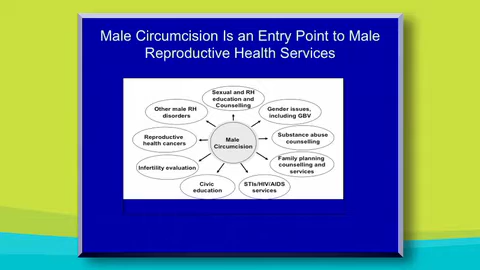 Male Circumcision Is an Entry Point to Male
Reproductive Health Services
Sexual and RH
education and
Counselling
Other male RH
disorders
Gender issues,
including GBV
Reproductive
health cancers
Male
Circumcision
Substance abuse
counselling
Infertility evaluation
Family planning
counselling and
services
Civic
education
STIs/HIV/AIDS
services